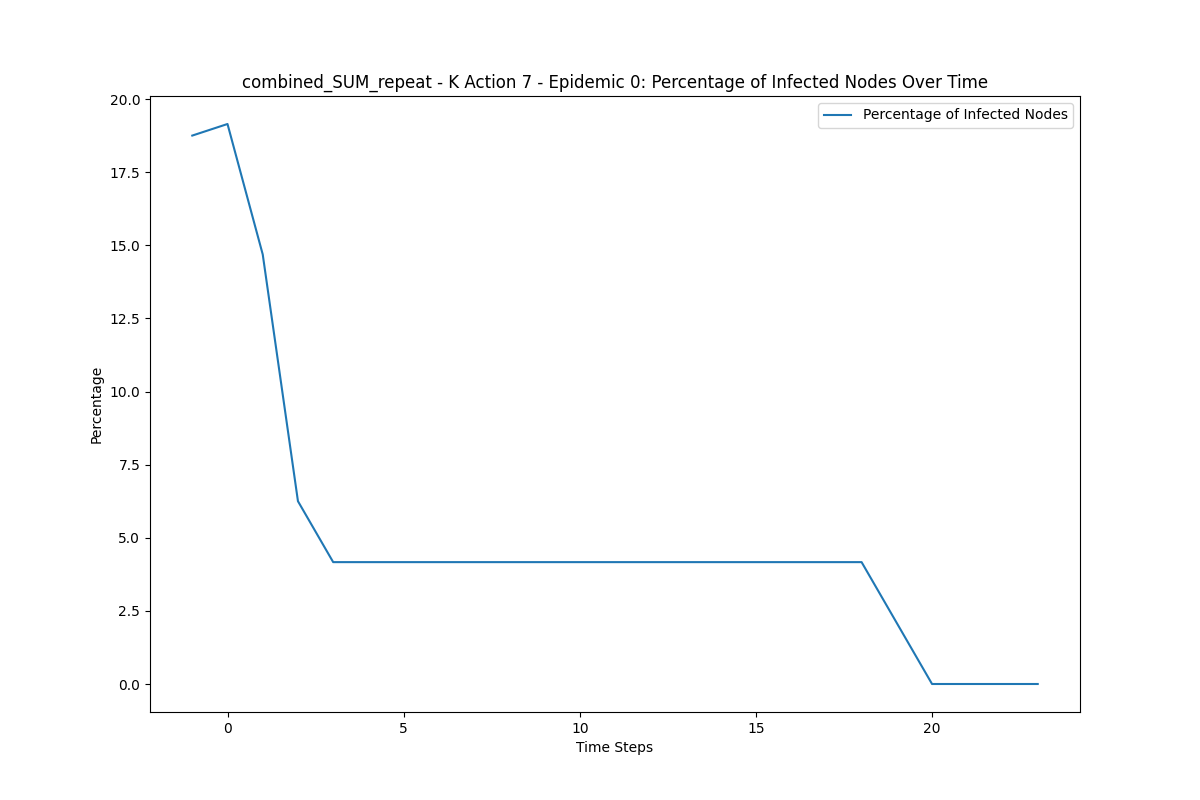 combined_SUM_repeat - K Action 7 - Epidemic 0: Percentage of Infected Nodes Over Time
Percentage of Infected Nodes
20.0
17.5
15.0
12.5
10.0
7.5
5.0
2.5
0.0
Percentage
0 5 10 15 20
Time Steps